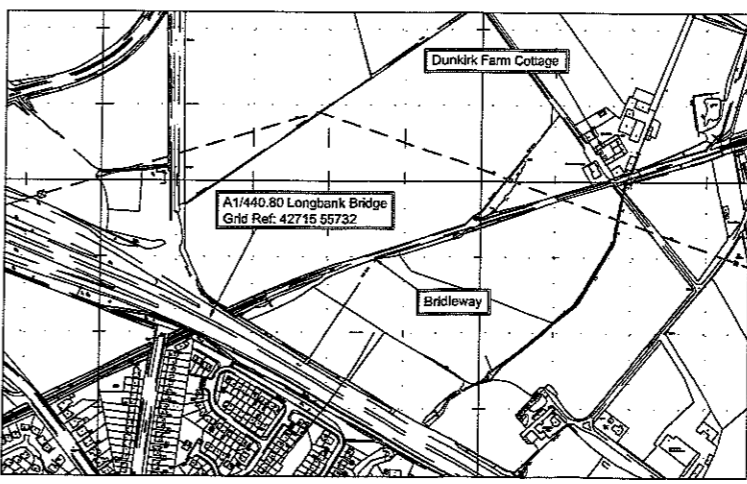 Dunkirk Farm Cottage
A1/440.80 Longbank Bridge
Grid Ref: 42715 55732
Bridleway